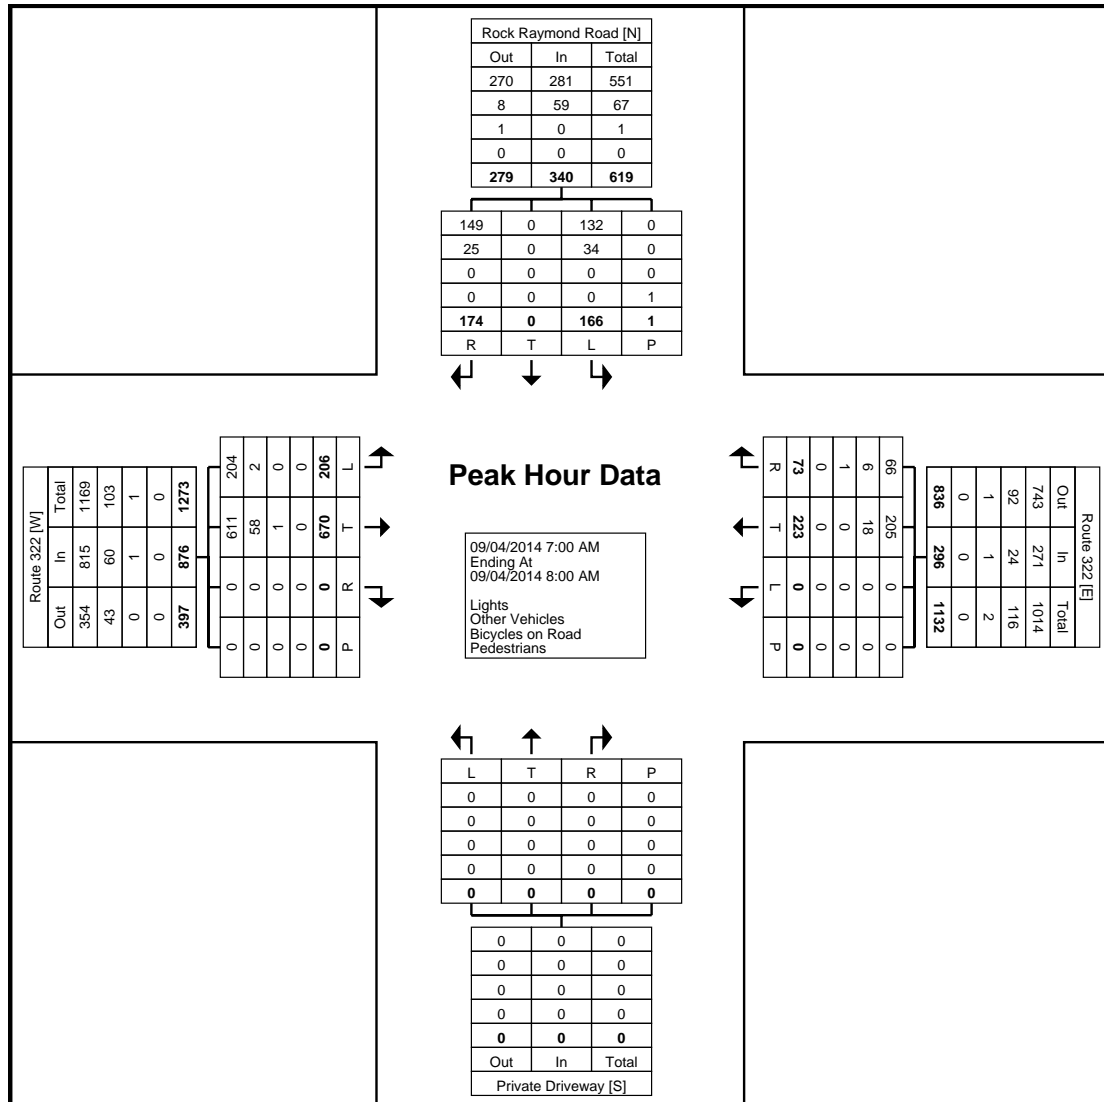 Rock Raymond Road [N]
Out In Total
270 281 551
8 59 67
1 0 1
0 0 0
279 340 619
149 0 132 0
25 0 34 0
0 0 0 0
0 0 0 1
174 0 166 1
R T L P
Route 322 [W]
Total 1169 103 1 0 1273
In 815 60 1 0 876
Out 354 43 0 0 397
204 2 0 0 206 L
611 58 1 0 670 T
0 0 0 0 0 R
0 0 0 0 0 P
Peak Hour Data
09/04/2014 7:00 AM
Ending At
09/04/2014 8:00 AM
Lights
Other Vehicles
Bicycles on Road
Pedestrians
66 6 1 0 73 R
205 18 0 0 223 T
0 0 0 0 0 L
0 0 0 0 0 P
Route 322 [E]
Out 743 92 1 0 836
In 271 24 1 0 296
Total 1014 116 2 0 1132
L T R P
0 0 0 0
0 0 0 0
0 0 0 0
0 0 0 0
0 0 0 0
0 0 0
0 0 0
0 0 0
0 0 0
0 0 0
Out In Total
Private Driveway [S]